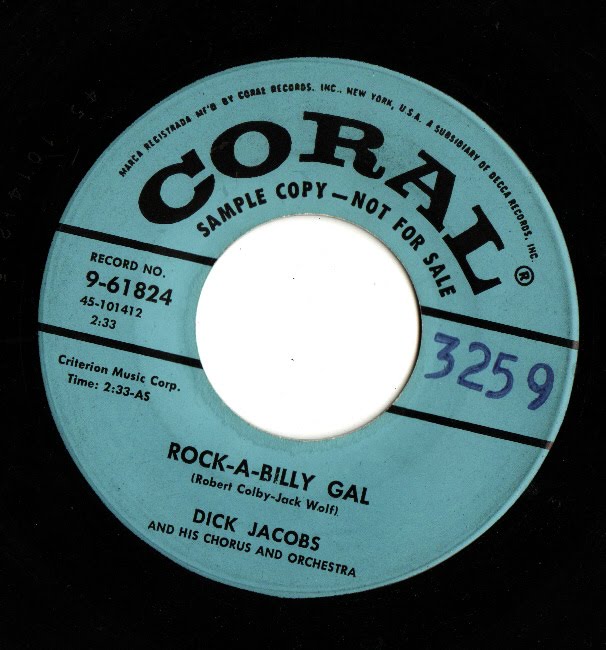 MARCA REGISTRADA MF'D BY CORAL RECORDS, INC., NEW YORK, U.S.A. A SUBSIDIARY OF DECCA RECORDS, INC.
CORAL ®
SAMPLE COPY—NOT FOR SALE
RECORD NO.
9-61824
45-101412
2:33
3259
Criterion Music Corp.
Time: 2:33-AS
ROCK-A-BILLY GAL
(Robert Colby-Jack Wolf)
DICK JACOBS
AND HIS CHORUS AND ORCHESTRA